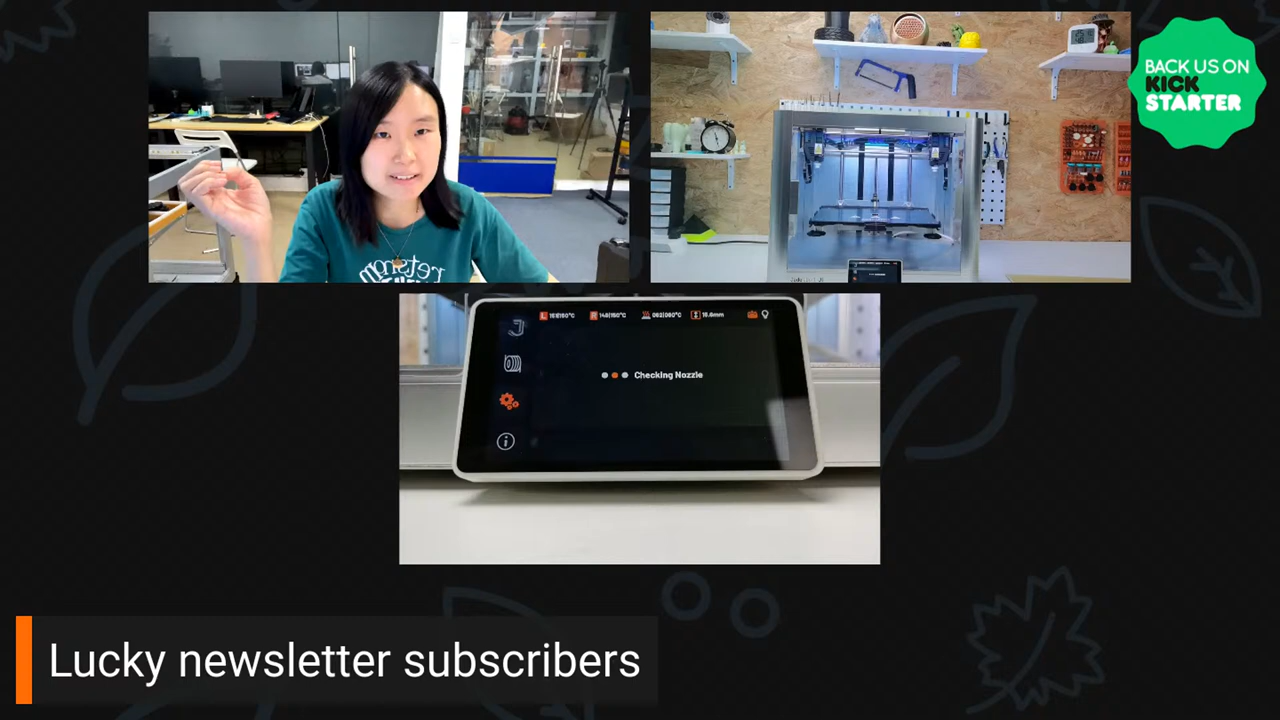 BACK US ON
KICK
STARTER
Checking Nozzle
Lucky newsletter subscribers